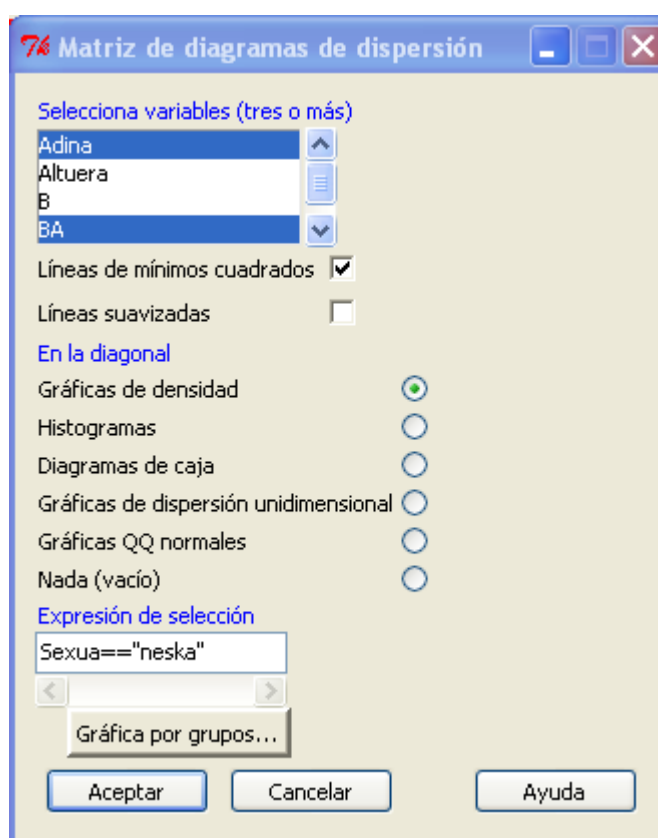 Matriz de diagramas de dispersión
Selecciona variables (tres o más)
Adina
Altuera
B
BA
Líneas de mínimos cuadrados
Líneas suavizadas
En la diagonal
Gráficas de densidad
Histogramas
Diagramas de caja
Gráficas de dispersión unidimensional
Gráficas QQ normales
Nada (vacío)
Expresión de selección
Sexua=="neska"
Gráfica por grupos...
Aceptar Cancelar Ayuda